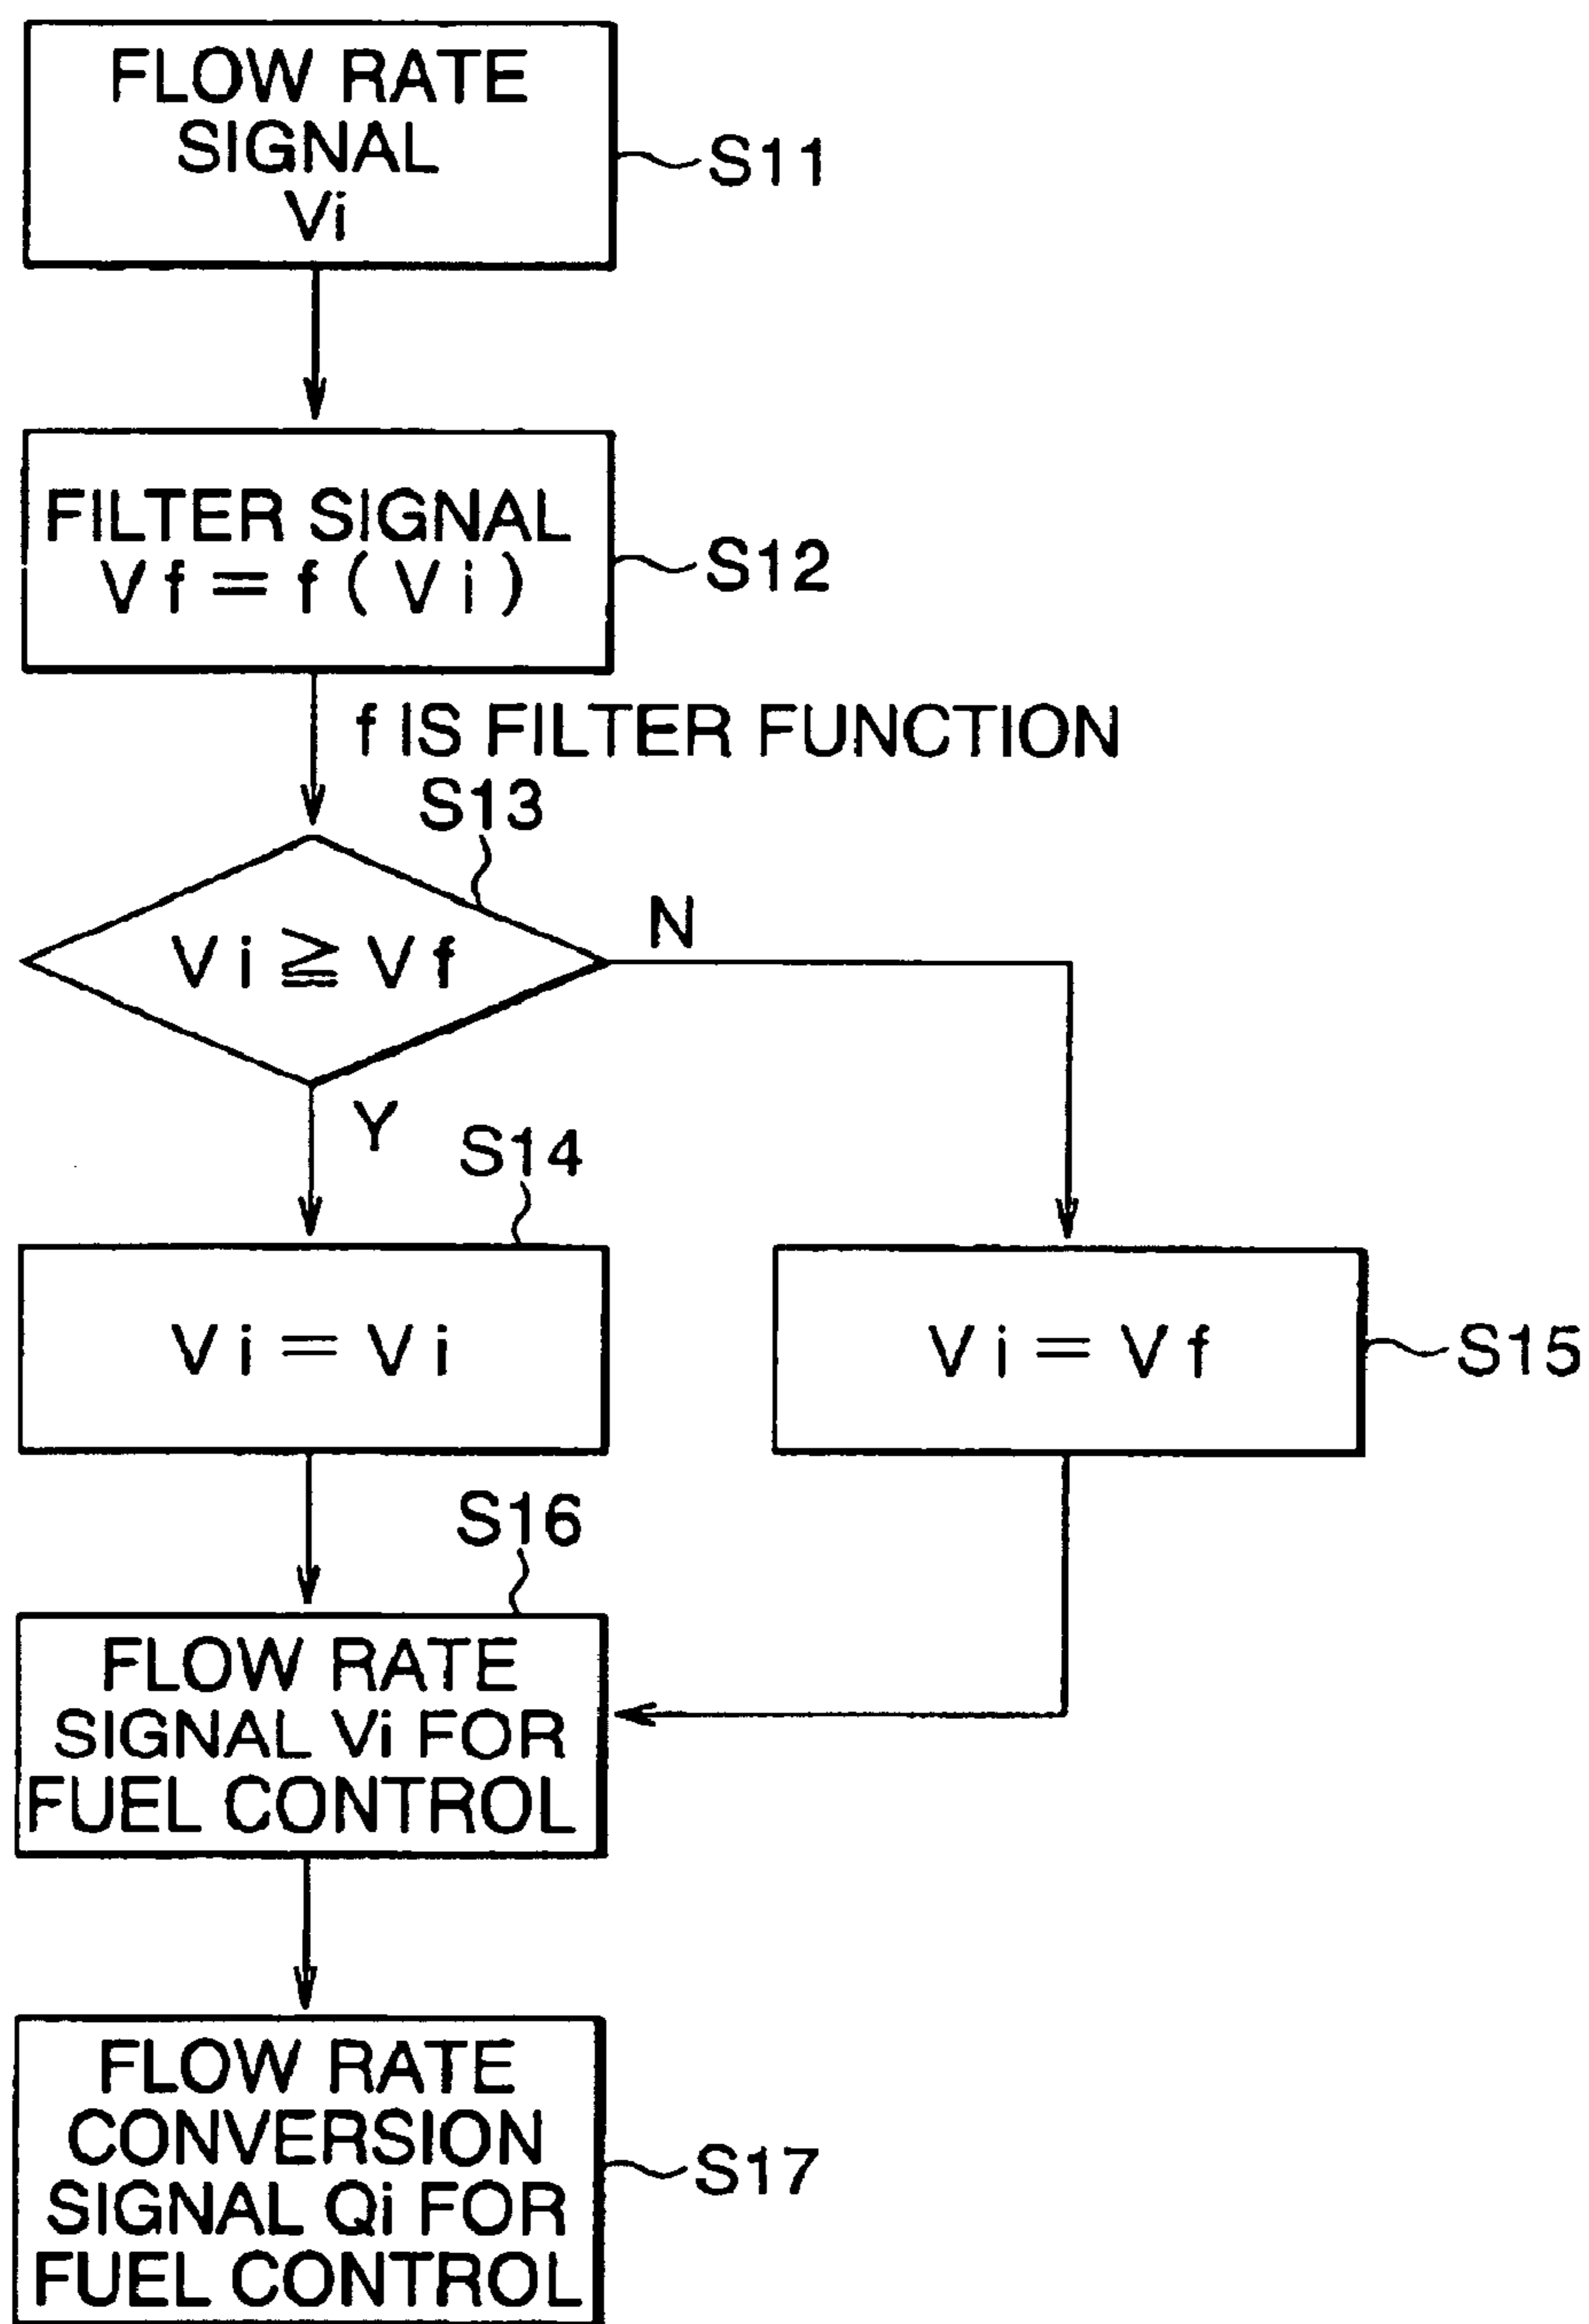 FLOW RATE
SIGNAL
Vi
S11
FILTER SIGNAL
Vf = f (Vi)
S12
f IS FILTER FUNCTION
S13
Vi ≧ Vf
N
Y
S14
Vi = Vi
Vi = Vf
S15
S16
FLOW RATE
SIGNAL Vi FOR
FUEL CONTROL
FLOW RATE
CONVERSION
SIGNAL Qi FOR
FUEL CONTROL
S17